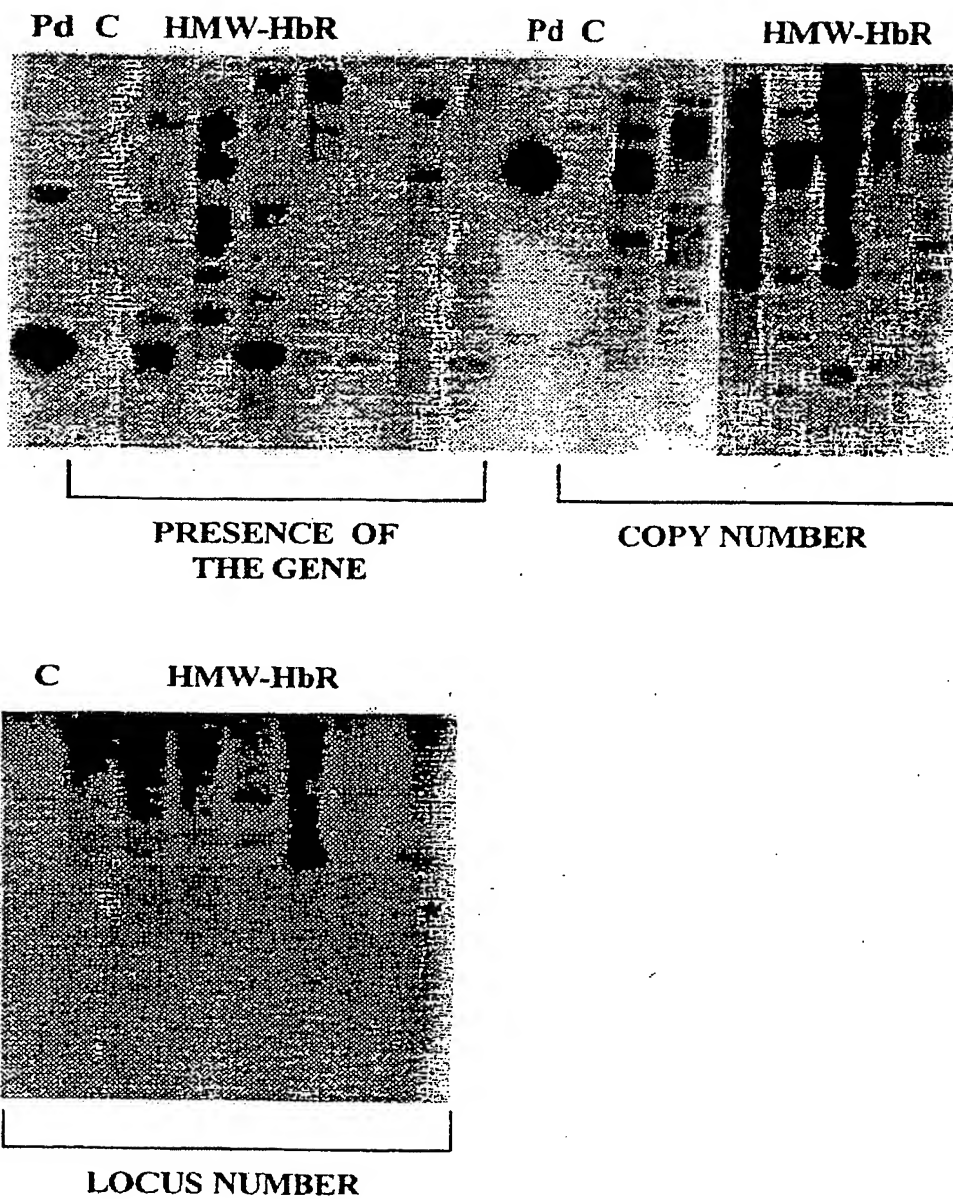 Pd C HMW-HbR Pd C HMW-HbR
PRESENCE OF
THE GENE
COPY NUMBER
C HMW-HbR
LOCUS NUMBER